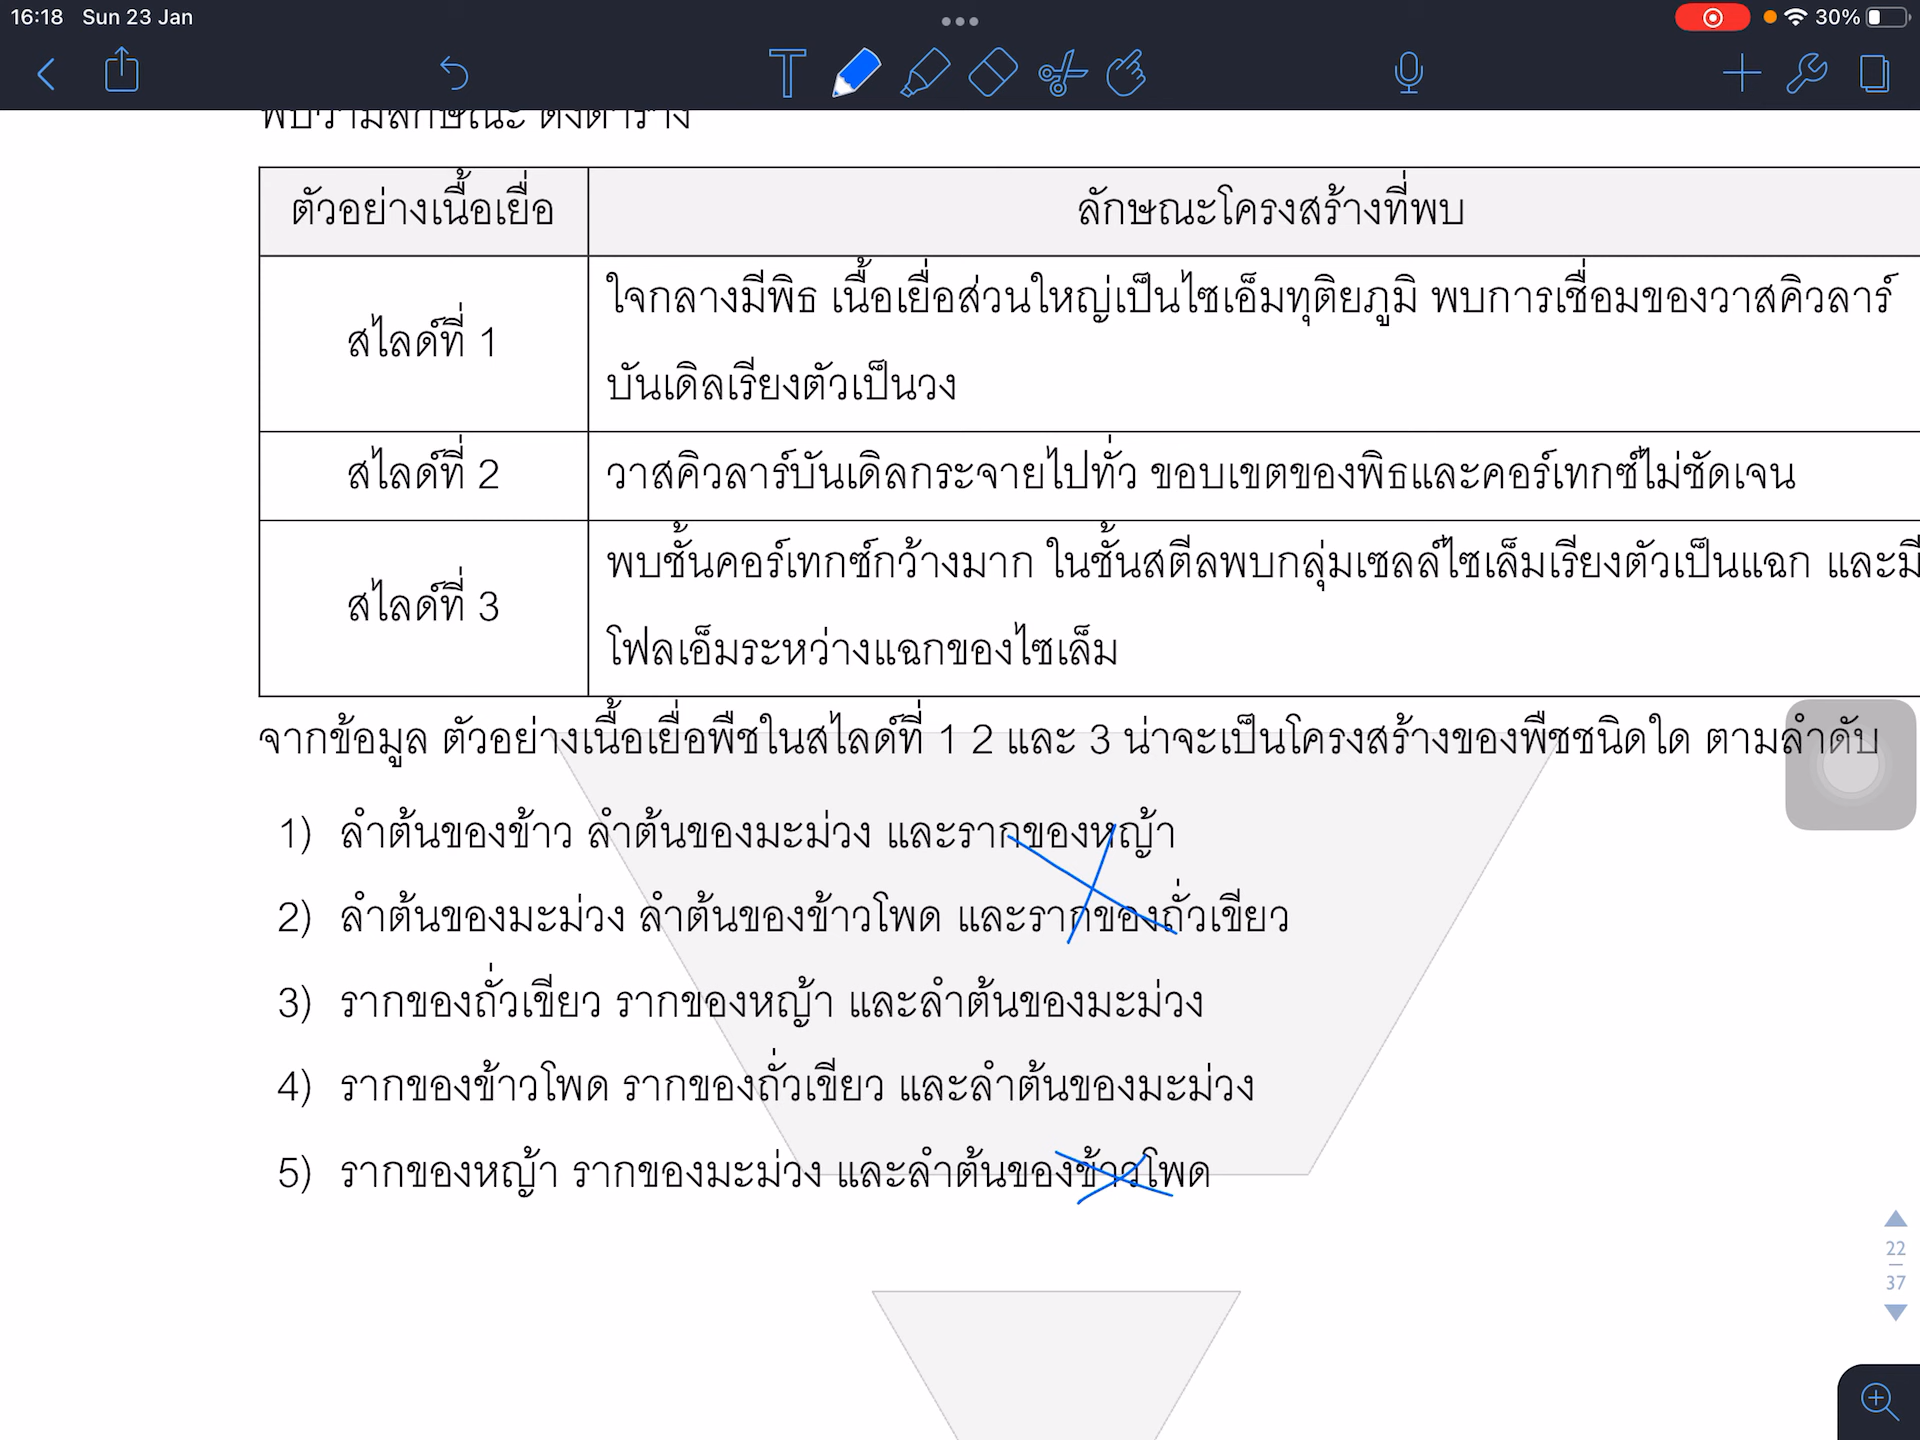 16:18 Sun 23 Jan
30%
พบว่ามีลักษณะ ดังตาราง
ตัวอย่างเนื้อเยื่อ
ลักษณะโครงสร้างที่พบ
สไลด์ที่ 1
ใจกลางมีพิธ เนื้อเยื่อส่วนใหญ่เป็นไซเอ็มทุติยภูมิ พบการเชื่อมของวาสคิวลาร์
บันเดิลเรียงตัวเป็นวง
สไลด์ที่ 2
วาสคิวลาร์บันเดิลกระจายไปทั่ว ขอบเขตของพิธและคอร์เทกซ์ไม่ชัดเจน
สไลด์ที่ 3
พบชั้นคอร์เทกซ์กว้างมาก ในชั้นสตีลพบกลุ่มเซลล์ไซเล็มเรียงตัวเป็นแฉก และมี
โฟลเอ็มระหว่างแฉกของไซเล็ม
จากข้อมูล ตัวอย่างเนื้อเยื่อพืชในสไลด์ที่ 1 2 และ 3 น่าจะเป็นโครงสร้างของพืชชนิดใด ตามลำดับ
1) ลำต้นของข้าว ลำต้นของมะม่วง และรากของหญ้า
2) ลำต้นของมะม่วง ลำต้นของข้าวโพด และรากของถั่วเขียว
3) รากของถั่วเขียว รากของหญ้า และลำต้นของมะม่วง
4) รากของข้าวโพด รากของถั่วเขียว และลำต้นของมะม่วง
5) รากของหญ้า รากของมะม่วง และลำต้นของข้าวโพด
22
37